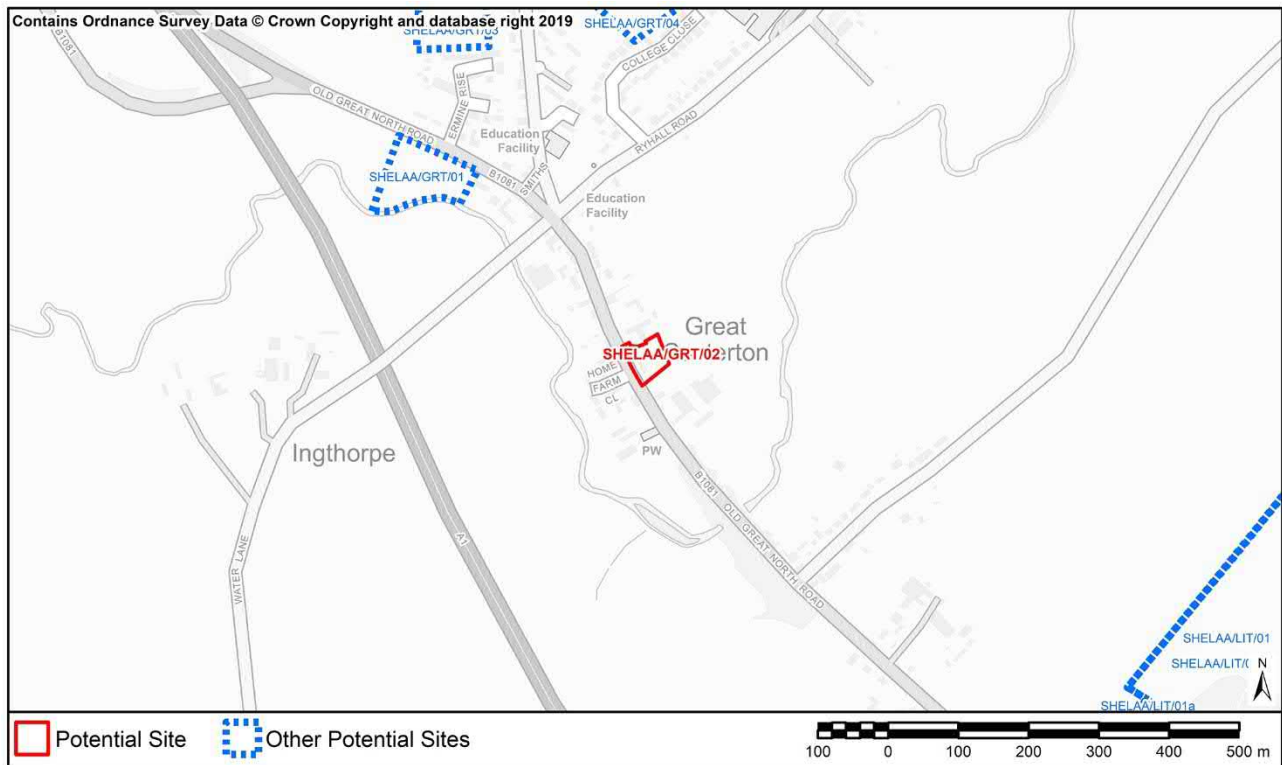 Contains Ordnance Survey Data © Crown Copyright and database right 2019
B1081
SHELAA/GRT/03
SHELAA/GRT/04
COLLEGE CLOSE
OLD GREAT NORTH ROAD
ERMINE RISE
Education
Facility
RYHALL ROAD
SHELAA/GRT/01
B1081
SMITHS
Education
Facility
Great
SHELAA/GRT/02
erton
HOME
FARM
CL
Ingthorpe
PW
B1081
OLD GREAT NORTH ROAD
A1
WATER LANE
SHELAA/LIT/01
SHELAA/LIT/
SHELAA/LIT/01a
N
Potential Site
Other Potential Sites
100 0 100 200 300 400 500 m